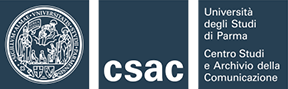 csac
Università
degli Studi
di Parma
Centro Studi
e Archivio della
Comunicazione